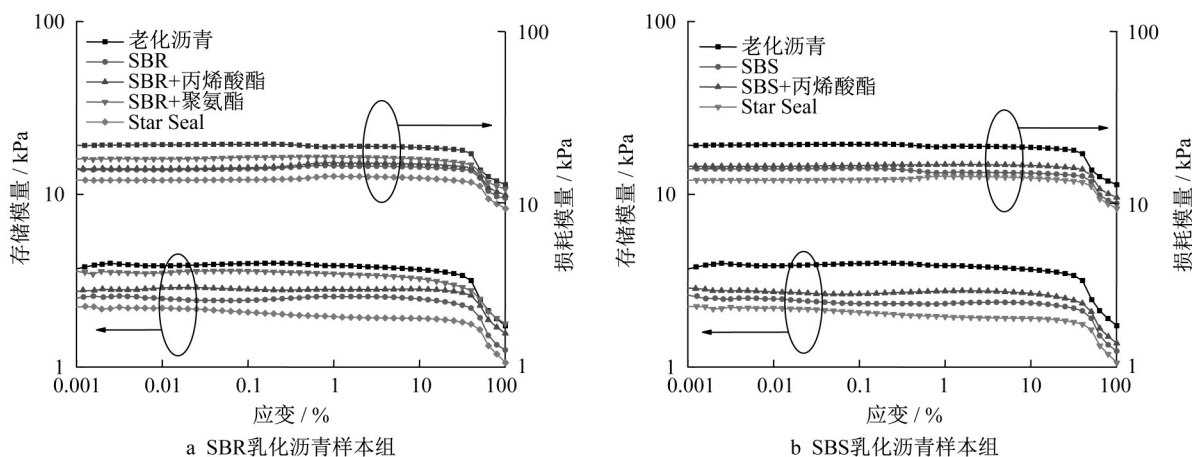 100
10
1
存储模量 / kPa
老化沥青
SBR
SBR+丙烯酸酯
SBR+聚氨酯
Star Seal
100
10
1
损耗模量 / kPa
0.001 0.01 0.1 1 10 100
应变 / %
a SBR乳化沥青样本组
100
10
1
存储模量 / kPa
老化沥青
SBS
SBS+丙烯酸酯
Star Seal
100
10
1
损耗模量 / kPa
0.001 0.01 0.1 1 10 100
应变 / %
b SBS乳化沥青样本组